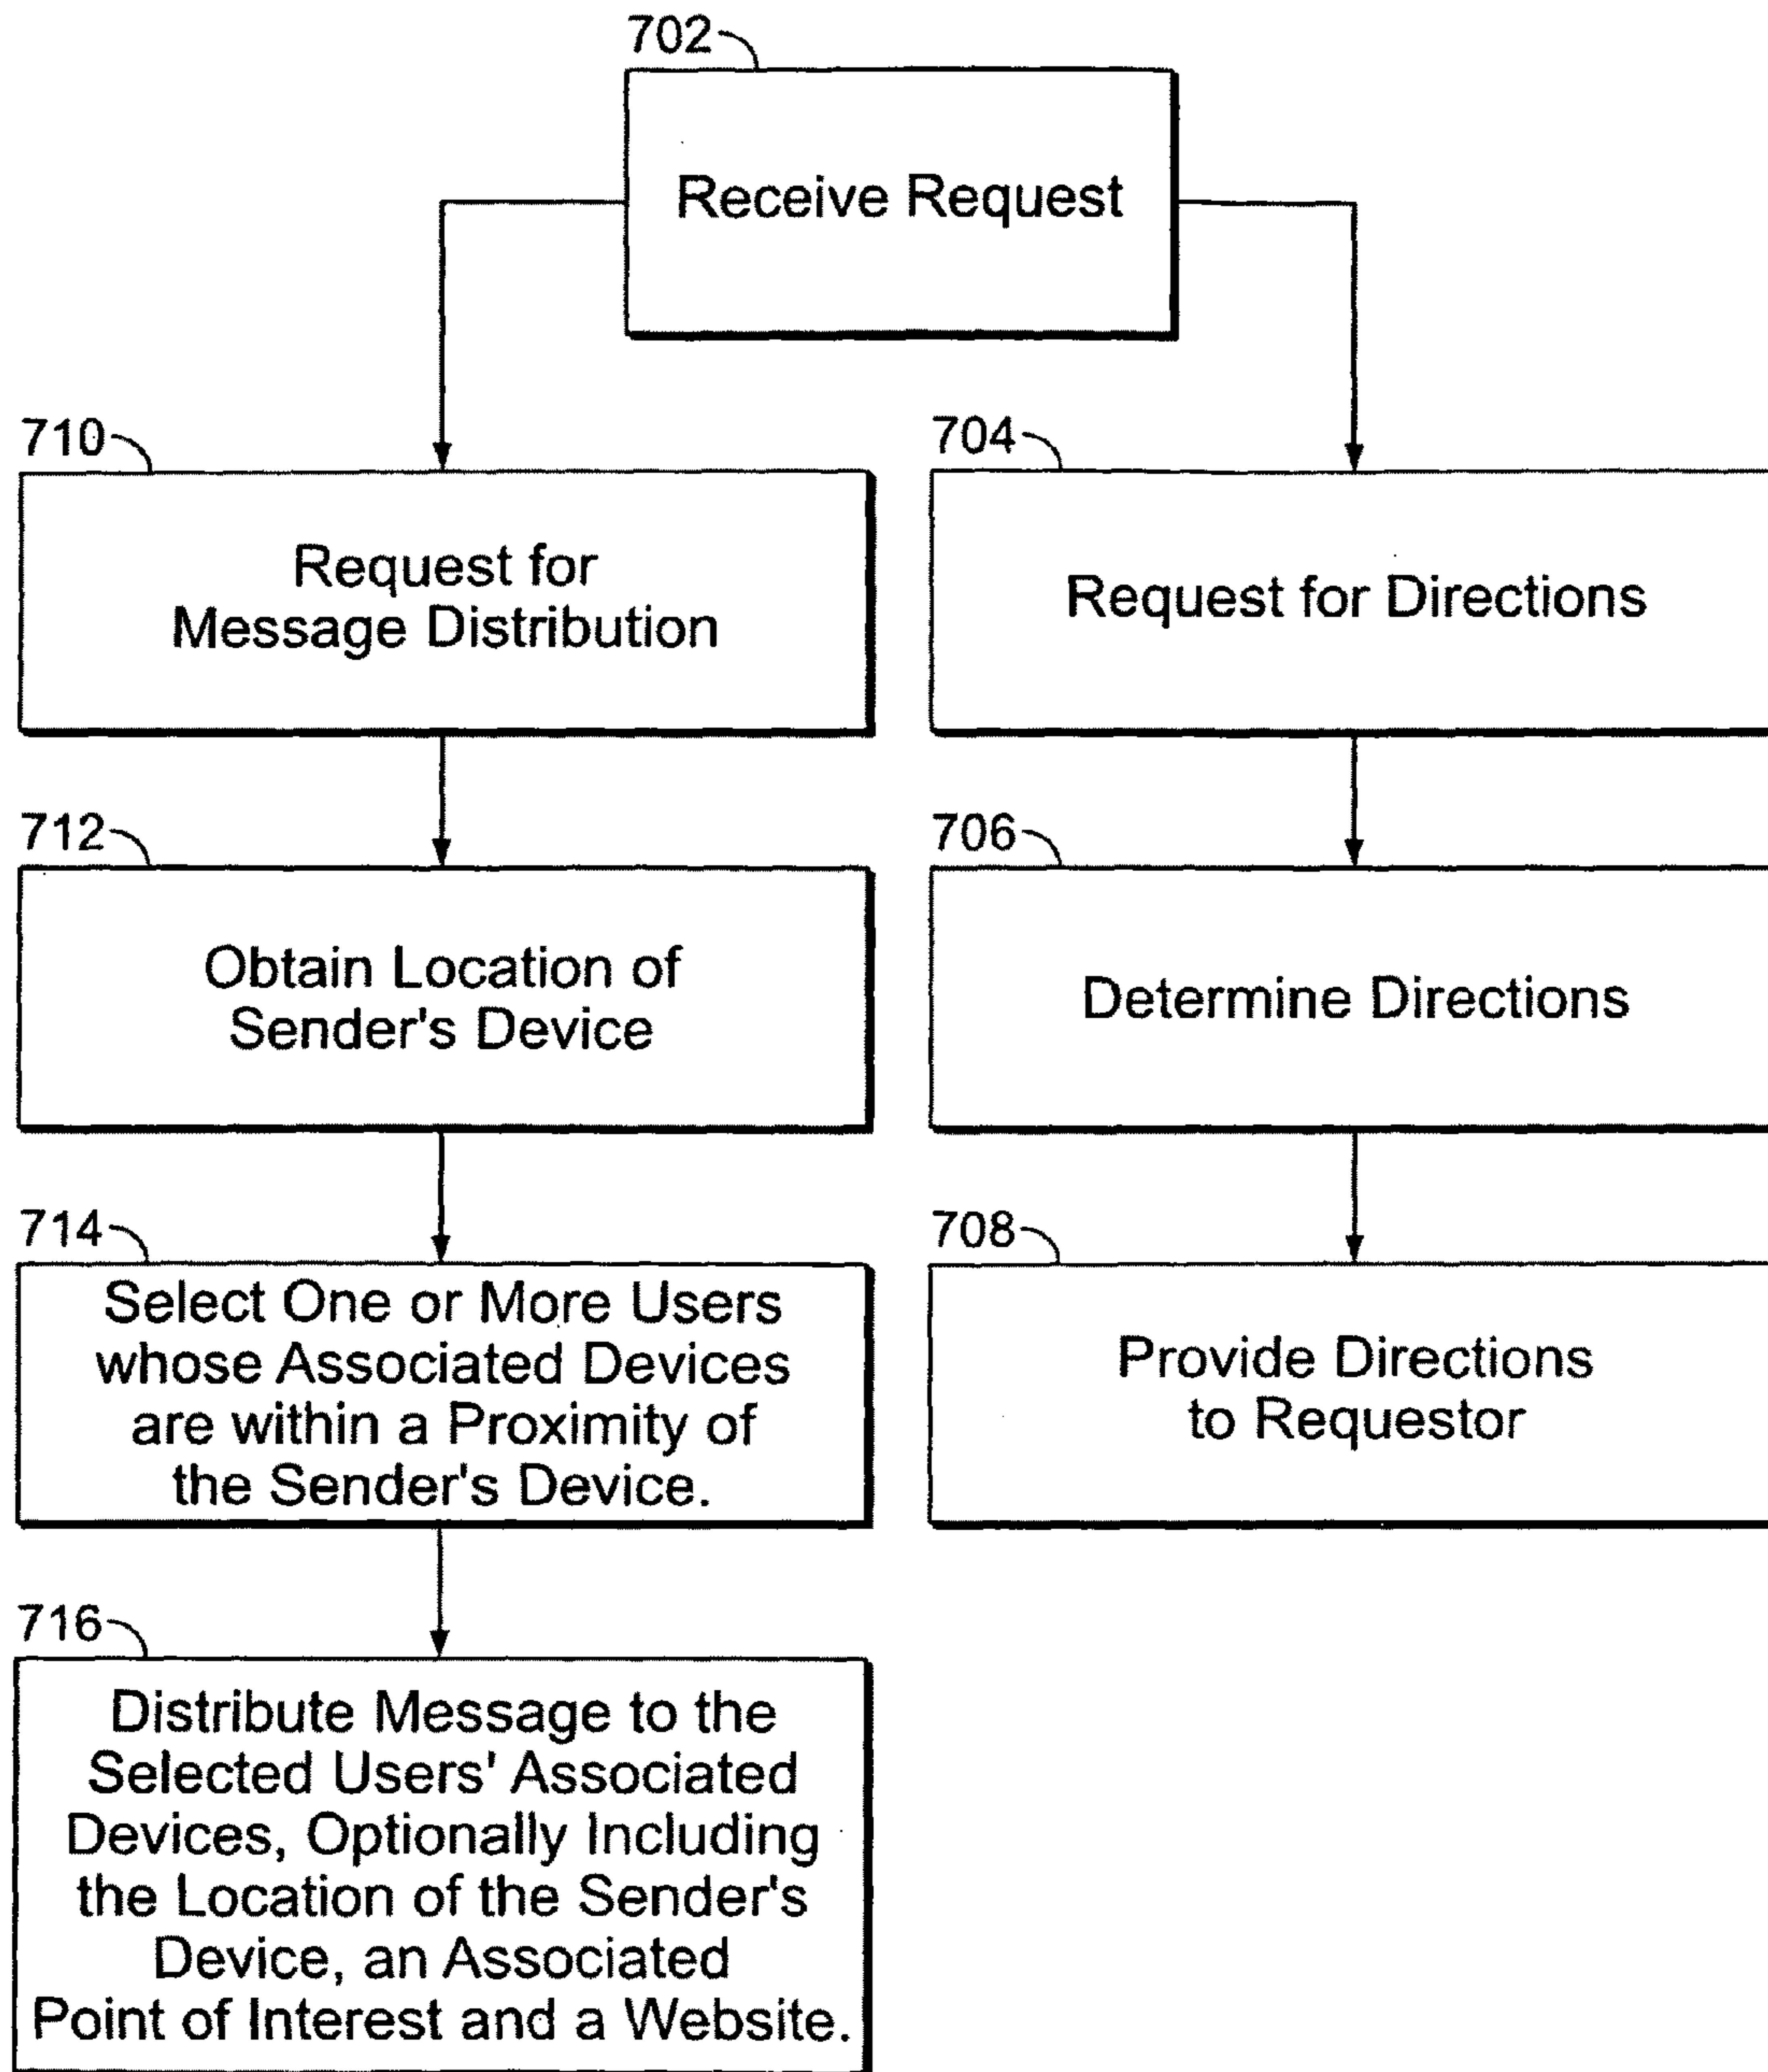 702
Receive Request
710
Request for
Message Distribution
704
Request for Directions
712
Obtain Location of
Sender's Device
706
Determine Directions
714
Select One or More Users
whose Associated Devices
are within a Proximity of
the Sender's Device.
708
Provide Directions
to Requestor
716
Distribute Message to the
Selected Users' Associated
Devices, Optionally Including
the Location of the Sender's
Device, an Associated
Point of Interest and a Website.